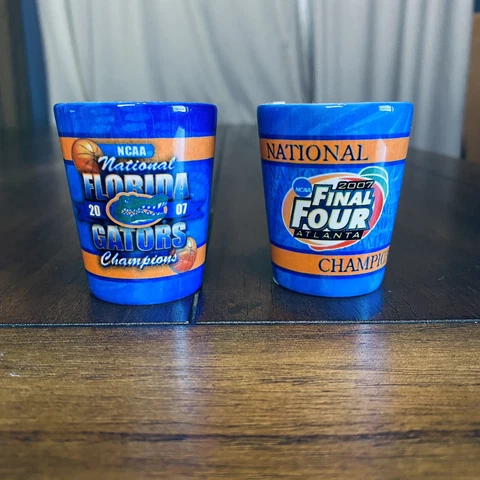 NCAA
National
FLORIDA
20 07
GATORS
Champions
NATIONAL
NCAA 2007
FINAL
FOUR
ATLANTA
CHAMPIO